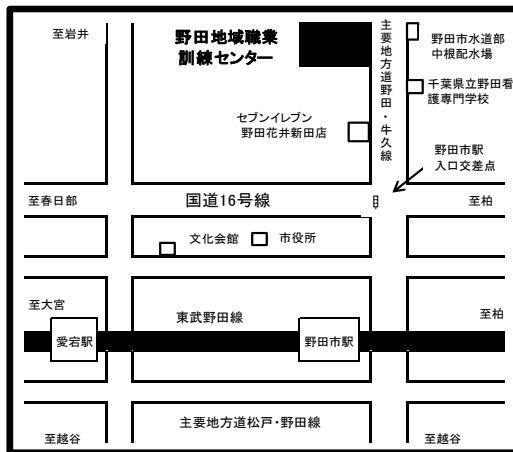 至岩井
野田地域職業
訓練センター
主要地方道野田・牛久線
野田市水道部
中根配水場
千葉県立野田看
護専門学校
セブンイレブン
野田花井新田店
野田市駅
入口交差点
至春日部
国道16号線
至柏
文化会館
市役所
至大宮
東武野田線
至柏
愛宕駅
野田市駅
主要地方道松戸・野田線
至越谷
至越谷